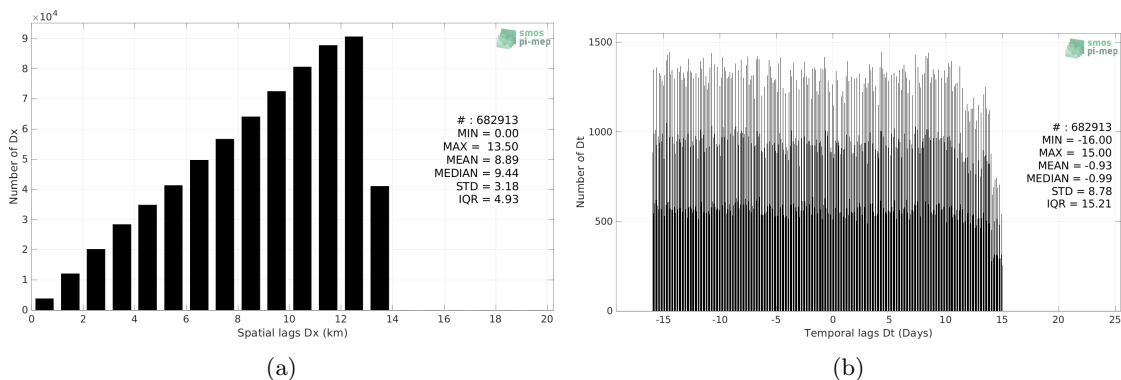 ×10⁴
9
8
7
6
5
4
3
2
1
0
Number of Dx
smos
pi-mep
# : 682913
MIN = 0.00
MAX = 13.50
MEAN = 8.89
MEDIAN = 9.44
STD = 3.18
IQR = 4.93
0 2 4 6 8 10 12 14 16 18 20
Spatial lags Dx (km)
(a)
1500
1000
500
0
Number of Dt
smos
pi-mep
# : 682913
MIN = -16.00
MAX = 15.00
MEAN = -0.93
MEDIAN = -0.99
STD = 8.78
IQR = 15.21
-15 -10 -5 0 5 10 15 20 25
Temporal lags Dt (Days)
(b)